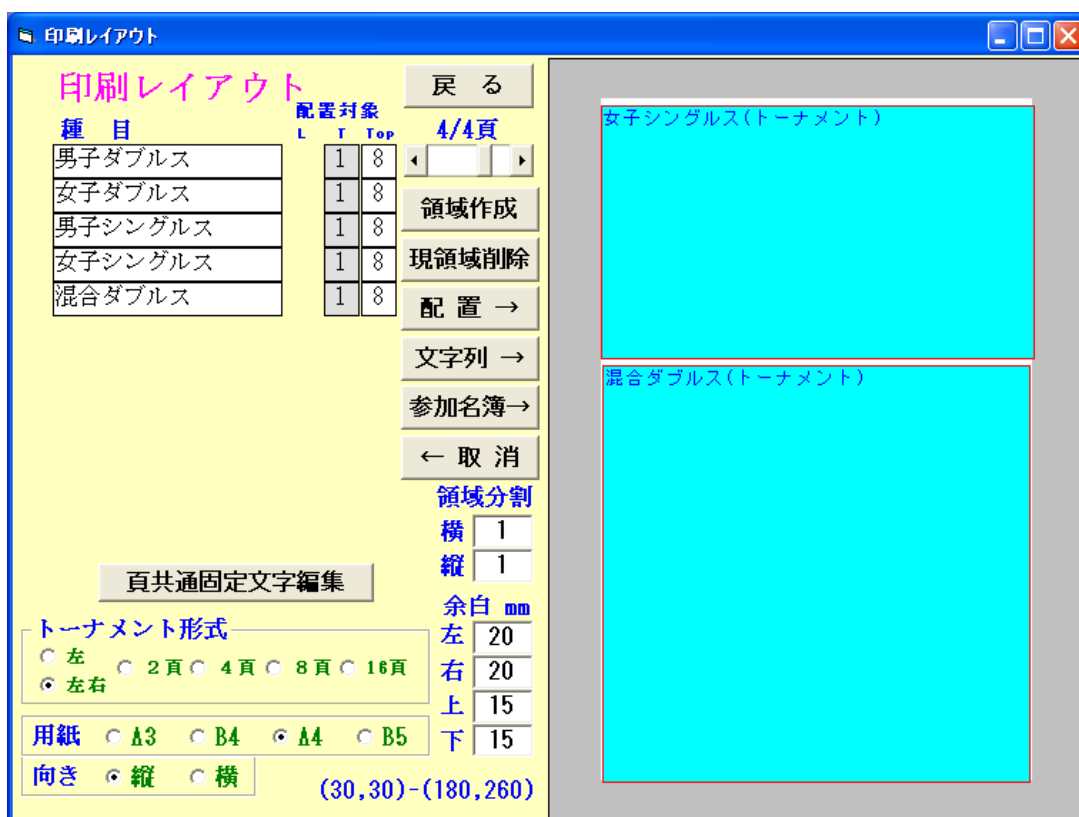 印刷レイアウト
印刷レイアウト
戻 る
配置対象
種 目
L T Top
4/4頁
男子ダブルス 1 8
女子ダブルス 1 8
男子シングルス 1 8
女子シングルス 1 8
混合ダブルス 1 8
領域作成
現領域削除
配 置 →
文字列 →
参加名簿→
← 取 消
領域分割
横 1
縦 1
頁共通固定文字編集
余白 mm
左 20
右 20
上 15
下 15
トーナメント形式
左
左右
2頁 4頁 8頁 16頁
用紙 A3 B4 A4 B5
向き 縦 横
(30,30)-(180,260)
女子シングルス(トーナメント)
混合ダブルス(トーナメント)